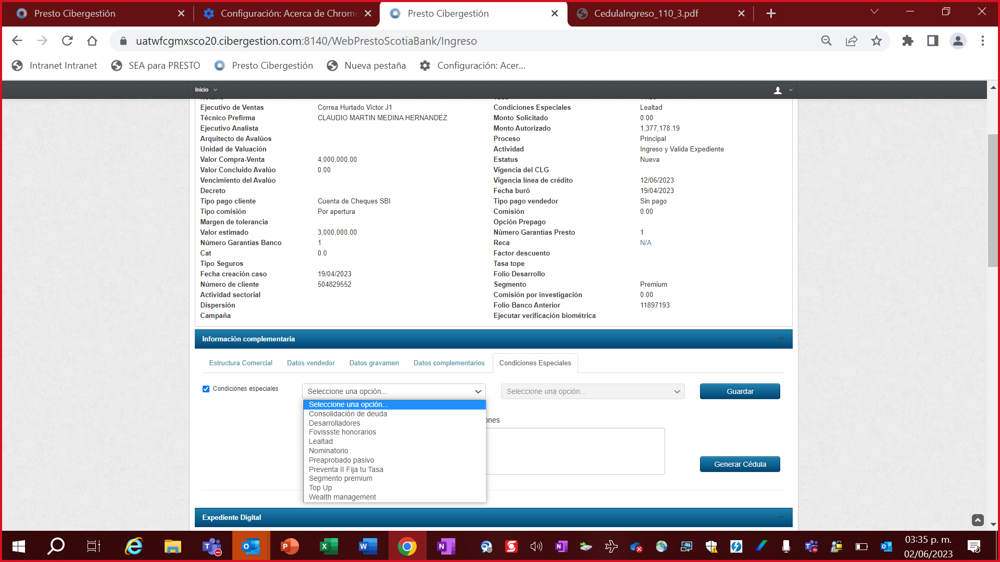 Presto Cibergestión
Configuración: Acerca de Chrome
Presto Cibergestión
CedulaIngreso_110_3.pdf
uatwfcgmxsco20.cibergestion.com:8140/WebPrestoScotiaBank/Ingreso
Intranet Intranet
SEA para PRESTO
Presto Cibergestión
Nueva pestaña
Configuración: Acer...
Inicio
Ejecutivo de Ventas Correa Hurtado Victor J1 Condiciones Especiales Lealtad
Técnico Prefirma CLAUDIO MARTIN MEDINA HERNANDEZ Monto Solicitado 0.00
Ejecutivo Analista Monto Autorizado 1,377,178.19
Arquitecto de Avalúos Proceso Principal
Unidad de Valuación Actividad Ingreso y Valida Expediente
Valor Compra-Venta 4,000,000.00 Estatus Nueva
Valor Concluido Avalúo 0.00 Vigencia del CLG
Vencimiento del Avalúo Vigencia línea de crédito 12/06/2023
Decreto Fecha buró 19/04/2023
Tipo pago cliente Cuenta de Cheques SBI Tipo pago vendedor Sin pago
Tipo comisión Por apertura Comisión 0.00
Margen de tolerancia Opción Prepago
Valor estimado 3,000,000.00 Número Garantías Presto 1
Número Garantías Banco 1 Reca N/A
Cat 0.0 Factor descuento
Tipo Seguros Tasa tope
Fecha creación caso 19/04/2023 Folio Desarrollo
Número de cliente 504829552 Segmento Premium
Actividad sectorial Comisión por investigación 0.00
Dispersión Folio Banco Anterior 11897193
Campaña Ejecutar verificación biométrica
Información complementaria
Estructura Comercial Datos vendedor Datos gravamen Datos complementarios Condiciones Especiales
Condiciones especiales Seleccione una opción... Seleccione una opción... Guardar
Seleccione una opción...
Consolidación de deuda
Desarrolladores
ones
Fovissste honorarios
Lealtad
Nominatorio
Preaprobado pasivo
Generar Cédula
Preventa II Fija tu Tasa
Segmento premium
Top Up
Wealth management
Expediente Digital
03:35 p. m.
02/06/2023